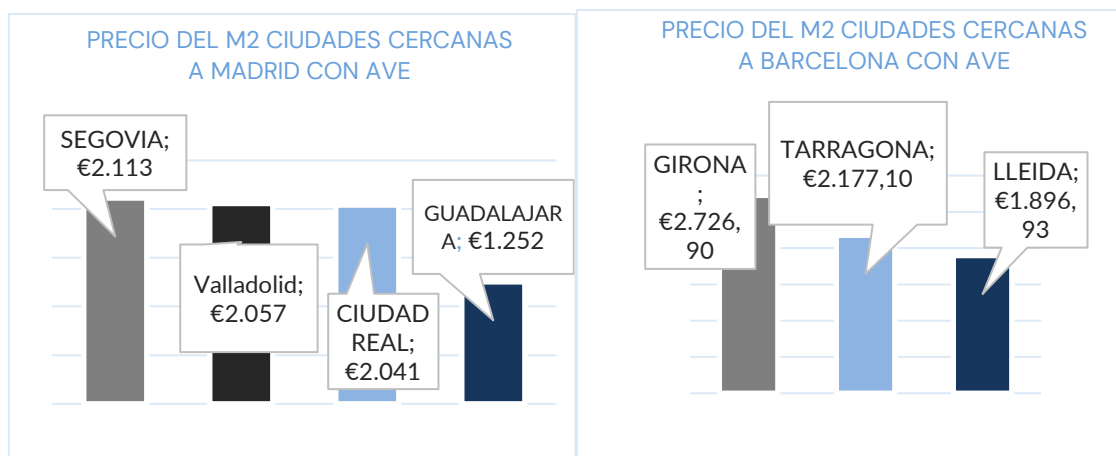 PRECIO DEL M2 CIUDADES CERCANAS
A MADRID CON AVE
SEGOVIA;
€2.113
Valladolid;
€2.057
CIUDAD
REAL;
€2.041
GUADALAJAR
A; €1.252
PRECIO DEL M2 CIUDADES CERCANAS
A BARCELONA CON AVE
GIRONA
;
€2.726,
90
TARRAGONA;
€2.177,10
LLEIDA;
€1.896,
93